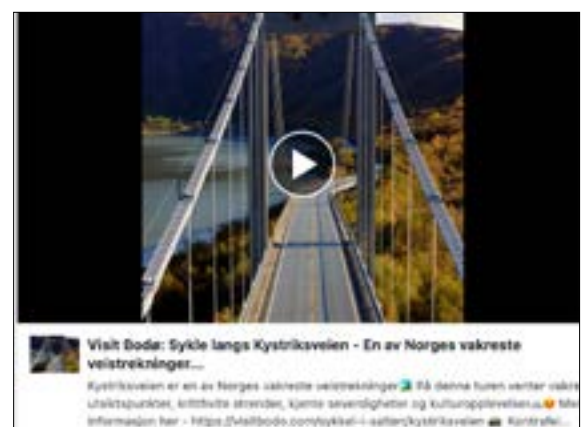 Visit Bodø: Sykle langs Kystriksveien - En av Norges vakreste
veistrekninger...
Kystriksveien er en av Norges vakreste veistrekninger På denne turen venter vakre
utsiktspunkter, kritthvite strender, kjente severdigheter og kulturopplevelser
informasjon her - https://visitbodo.com/sykkel-i-salten/kystriksveien